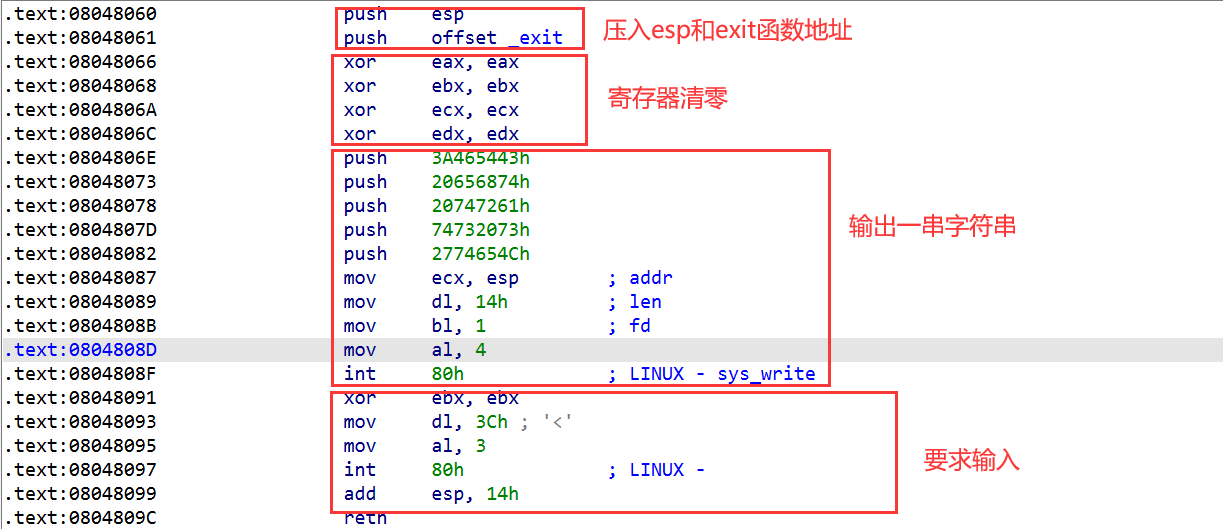 .text:08048060 push esp
.text:08048061 push offset _exit
压入esp和exit函数地址
.text:08048066 xor eax, eax
.text:08048068 xor ebx, ebx
.text:0804806A xor ecx, ecx
.text:0804806C xor edx, edx
寄存器清零
.text:0804806E push 3A465443h
.text:08048073 push 20656874h
.text:08048078 push 20747261h
.text:0804807D push 74732073h
.text:08048082 push 2774654Ch
.text:08048087 mov ecx, esp ; addr
.text:08048089 mov dl, 14h ; len
.text:0804808B mov bl, 1 ; fd
.text:0804808D mov al, 4
.text:0804808F int 80h ; LINUX - sys_write
输出一串字符串
.text:08048091 xor ebx, ebx
.text:08048093 mov dl, 3Ch ; '<'
.text:08048095 mov al, 3
.text:08048097 int 80h ; LINUX -
.text:08048099 add esp, 14h
要求输入
.text:0804809C retn